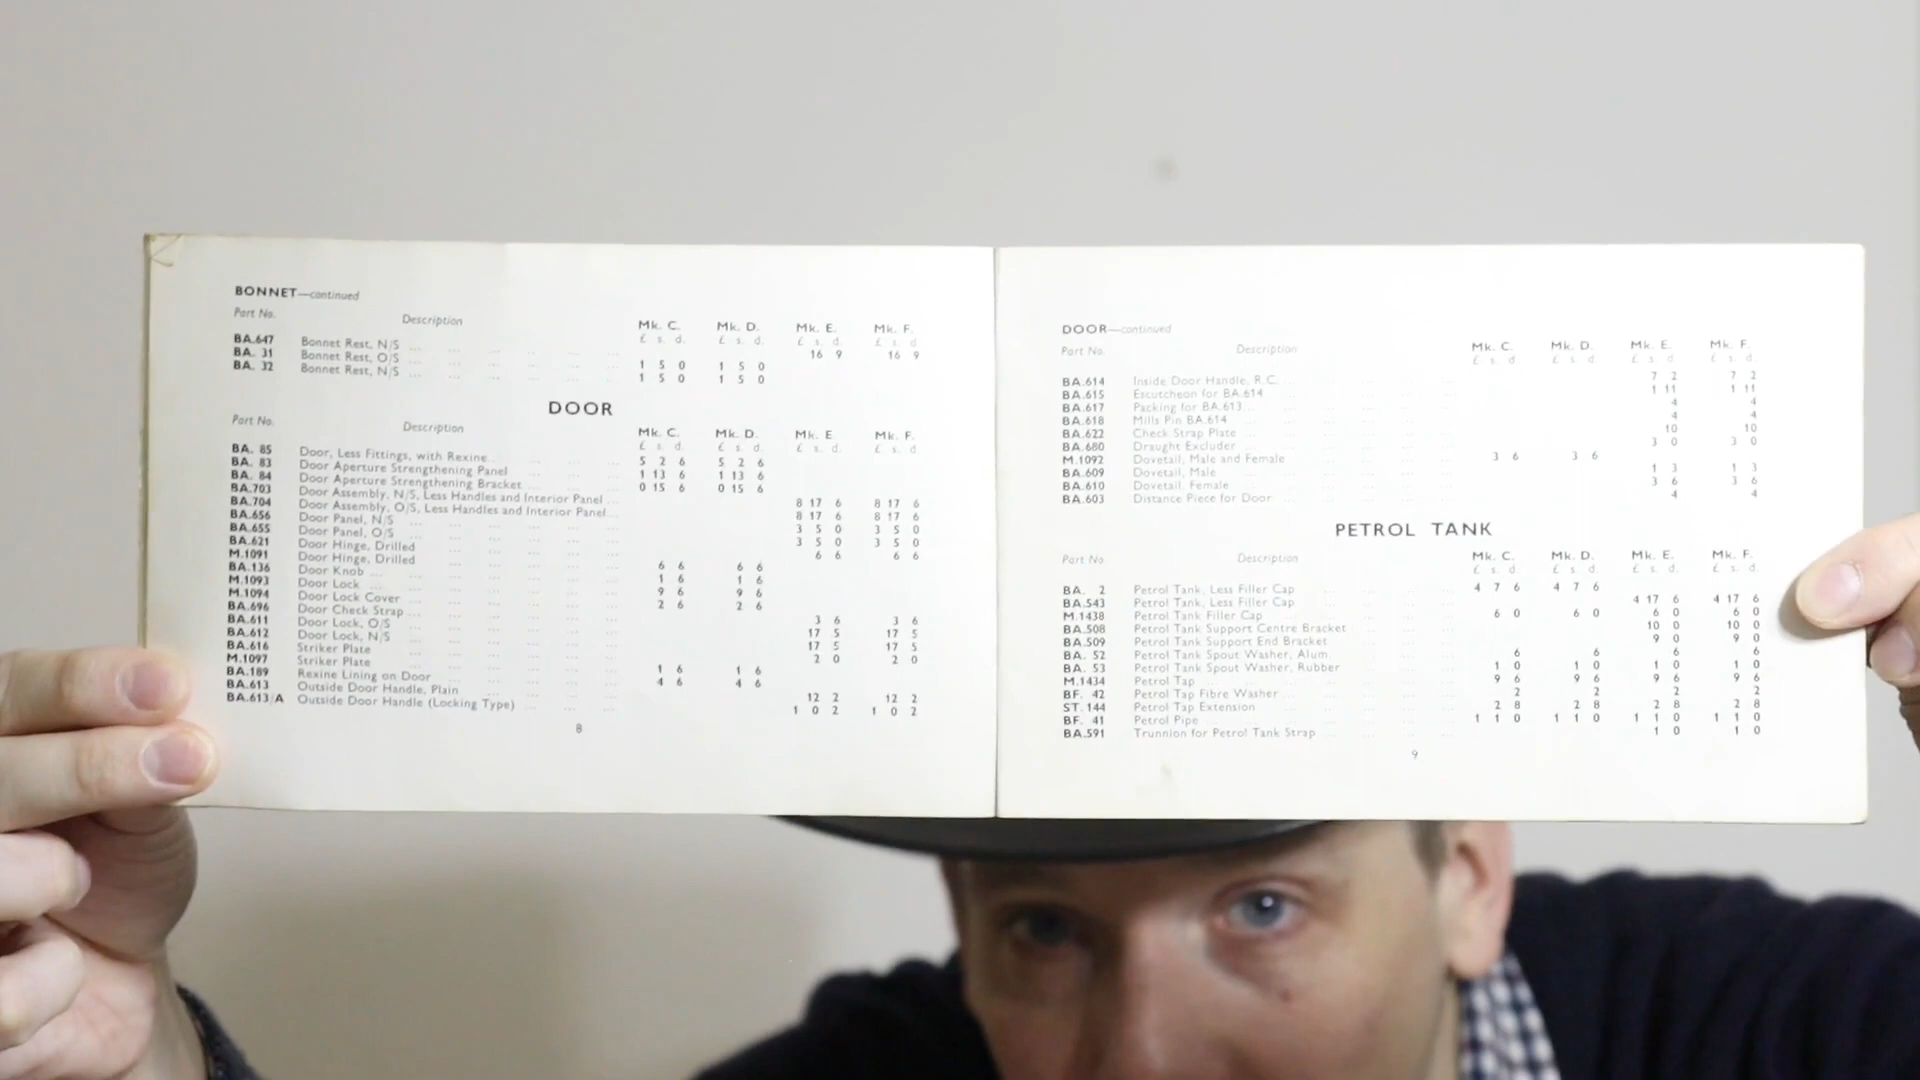 BONNET—continued
Part No. Description Mk. C. Mk. D. Mk. E. Mk. F.
£ s. d. £ s. d. £ s. d. £ s. d.
BA.647 Bonnet Rest, N/S ... 16 9 16 9
BA. 31 Bonnet Rest, O/S ... 1 5 0 1 5 0
BA. 32 Bonnet Rest, N/S ... 1 5 0 1 5 0
DOOR
Part No. Description Mk. C. Mk. D. Mk. E. Mk. F.
£ s. d. £ s. d. £ s. d. £ s. d.
BA. 85 Door, Less Fittings, with Rexine ... 5 2 6 5 2 6
BA. 83 Door Aperture Strengthening Panel ... 1 13 6 1 13 6
BA. 84 Door Aperture Strengthening Bracket ... 0 15 6 0 15 6
BA.703 Door Assembly, N/S, Less Handles and Interior Panel ... 8 17 6 8 17 6
BA.704 Door Assembly, O/S, Less Handles and Interior Panel ... 8 17 6 8 17 6
BA.656 Door Panel, N/S ... 3 5 0 3 5 0
BA.655 Door Panel, O/S ... 3 5 0 3 5 0
BA.621 Door Hinge, Drilled ... 6 6 6 6
M.1091 Door Hinge, Drilled ... 6 6 6 6
BA.136 Door Knob ... 1 6 1 6
M.1093 Door Lock ... 9 6 9 6
M.1094 Door Lock Cover ... 2 6 2 6
BA.696 Door Check Strap ... 3 6 3 6
BA.611 Door Lock, O/S ... 17 5 17 5
BA.612 Door Lock, N/S ... 17 5 17 5
BA.616 Striker Plate ... 2 0 2 0
M.1097 Striker Plate ... 1 6 1 6
BA.189 Rexine Lining on Door ... 4 6 4 6
BA.613 Outside Door Handle, Plain ... 12 2 12 2
BA.613/A Outside Door Handle (Locking Type) ... 1 0 2 1 0 2
8
DOOR—continued
Part No. Description Mk. C. Mk. D. Mk. E. Mk. F.
£ s. d. £ s. d. £ s. d. £ s. d.
BA.614 Inside Door Handle, R.C. ... 7 2 7 2
BA.615 Escutcheon for BA.614 ... 1 11 1 11
BA.617 Packing for BA.613 ... 4 4
BA.618 Mills Pin BA.614 ... 4 4
BA.622 Check Strap Plate ... 10 10
BA.680 Draught Excluder ... 3 0 3 0
M.1092 Dovetail, Male and Female ... 3 6 3 6
BA.609 Dovetail, Male ... 1 3 1 3
BA.610 Dovetail, Female ... 3 6 3 6
BA.603 Distance Piece for Door ... 4 4
PETROL TANK
Part No. Description Mk. C. Mk. D. Mk. E. Mk. F.
£ s. d. £ s. d. £ s. d. £ s. d.
BA. 2 Petrol Tank, Less Filler Cap ... 4 7 6 4 7 6
BA.543 Petrol Tank, Less Filler Cap ... 4 17 6 4 17 6
M.1438 Petrol Tank Filler Cap ... 6 0 6 0 6 0 6 0
BA.508 Petrol Tank Support Centre Bracket ... 10 0 10 0
BA.509 Petrol Tank Support End Bracket ... 9 0 9 0
BA. 52 Petrol Tank Spout Washer, Alum ... 6 6 6 6
BA. 53 Petrol Tank Spout Washer, Rubber ... 1 0 1 0 1 0 1 0
M.1434 Petrol Tap ... 9 6 9 6 9 6 9 6
BF. 42 Petrol Tap Fibre Washer ... 2 2 2 2
ST.144 Petrol Tap Extension ... 2 8 2 8 2 8 2 8
BF. 41 Petrol Pipe ... 1 1 0 1 1 0 1 1 0 1 1 0
BA.591 Trunnion for Petrol Tank Strap ... 1 0 1 0
9